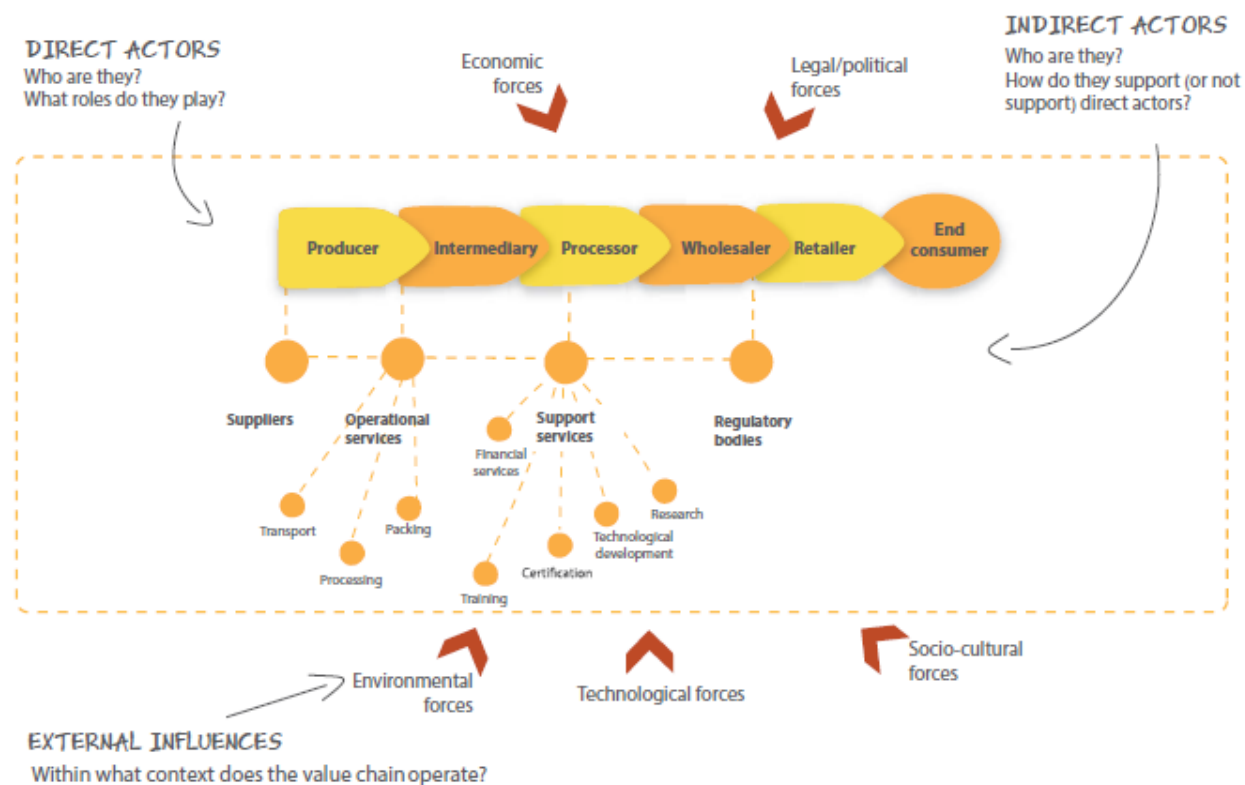 DIRECT ACTORS
Who are they?
What roles do they play?
Economic
forces
Legal/political
forces
INDIRECT ACTORS
Who are they?
How do they support (or not
support) direct actors?
Producer
Intermediary
Processor
Wholesaler
Retailer
End
consumer
Suppliers
Operational
services
Support
services
Regulatory
bodies
Financial
services
Transport
Processing
Packing
Training
Certification
Technological
development
Research
Environmental
forces
Technological forces
Socio-cultural
forces
EXTERNAL INFLUENCES
Within what context does the value chain operate?